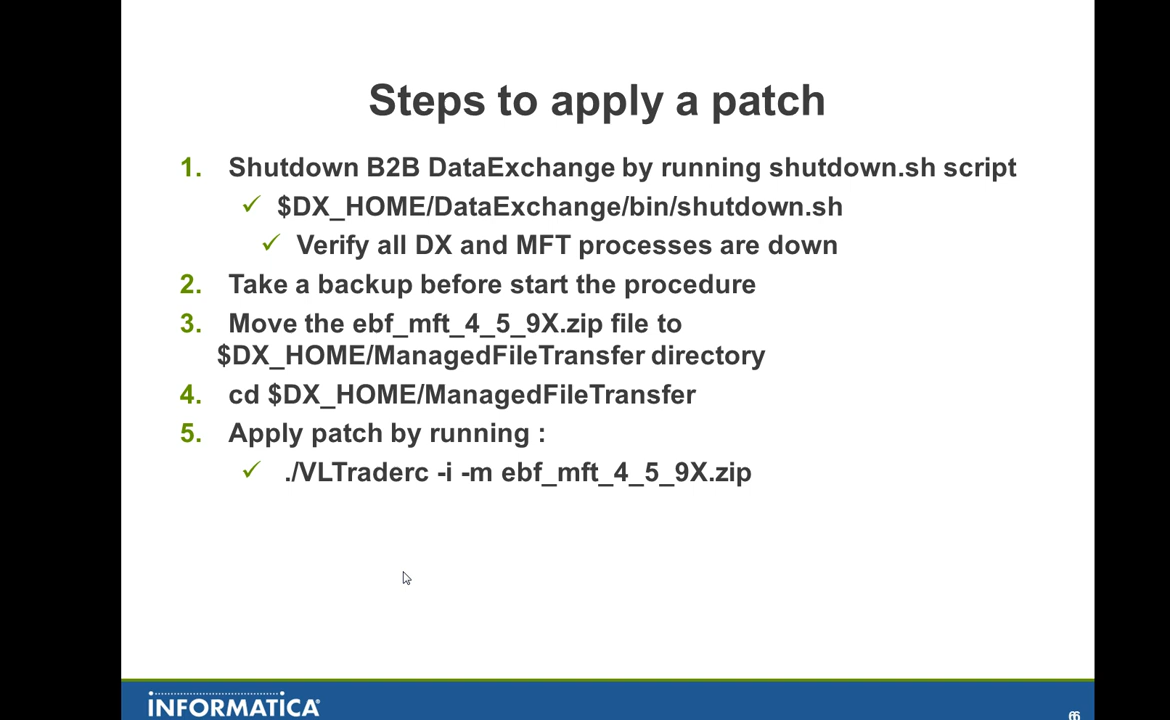 Steps to apply a patch
1. Shutdown B2B DataExchange by running shutdown.sh script
✓ $DX_HOME/DataExchange/bin/shutdown.sh
✓ Verify all DX and MFT processes are down
2. Take a backup before start the procedure
3. Move the ebf_mft_4_5_9X.zip file to
$DX_HOME/ManagedFileTransfer directory
4. cd $DX_HOME/ManagedFileTransfer
5. Apply patch by running :
✓ ./VLTraderc -i -m ebf_mft_4_5_9X.zip
INFORMATICA®